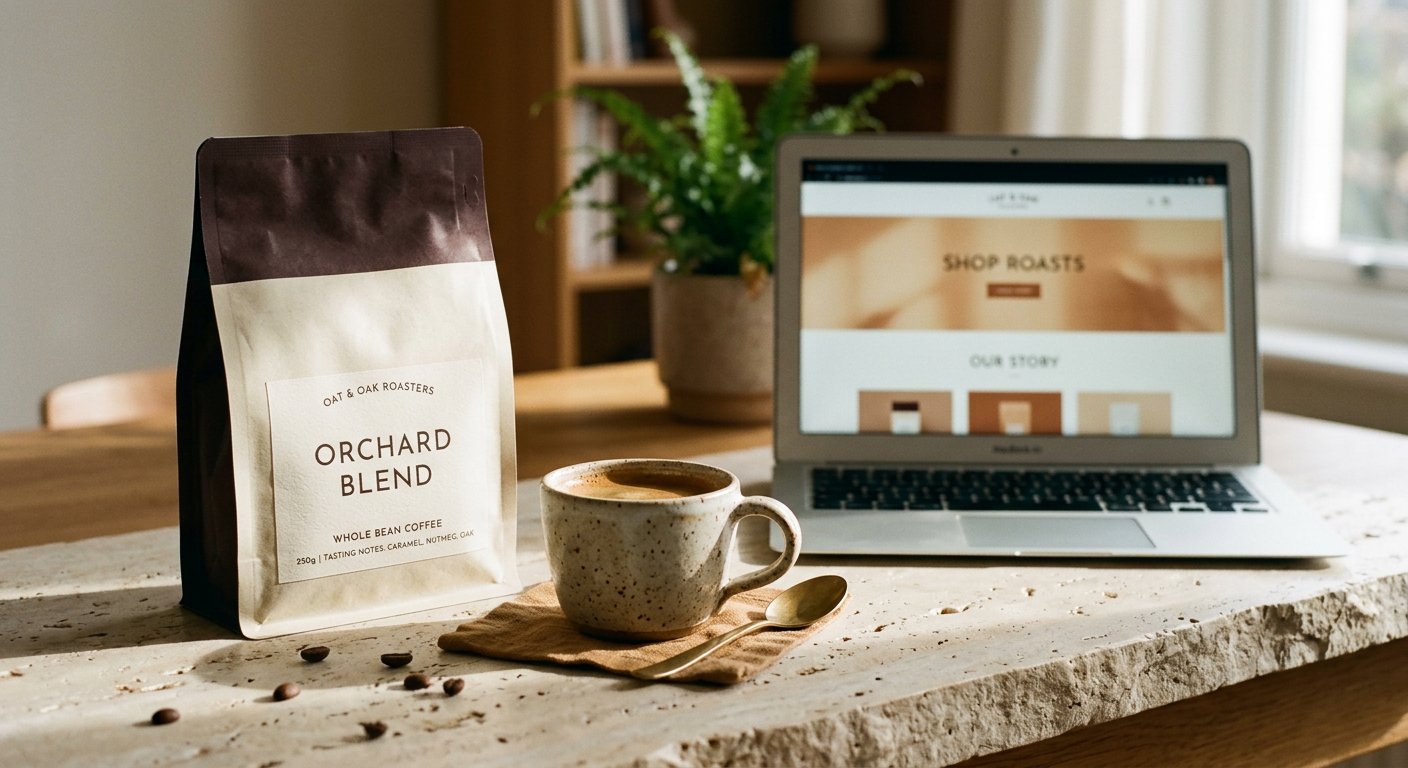 OAT & OAK ROASTERS
ORCHARD
BLEND
WHOLE BEAN COFFEE
250g | TASTING NOTES. CARAMEL, NUTMEG, OAK
SHOP ROASTS
OUR STORY